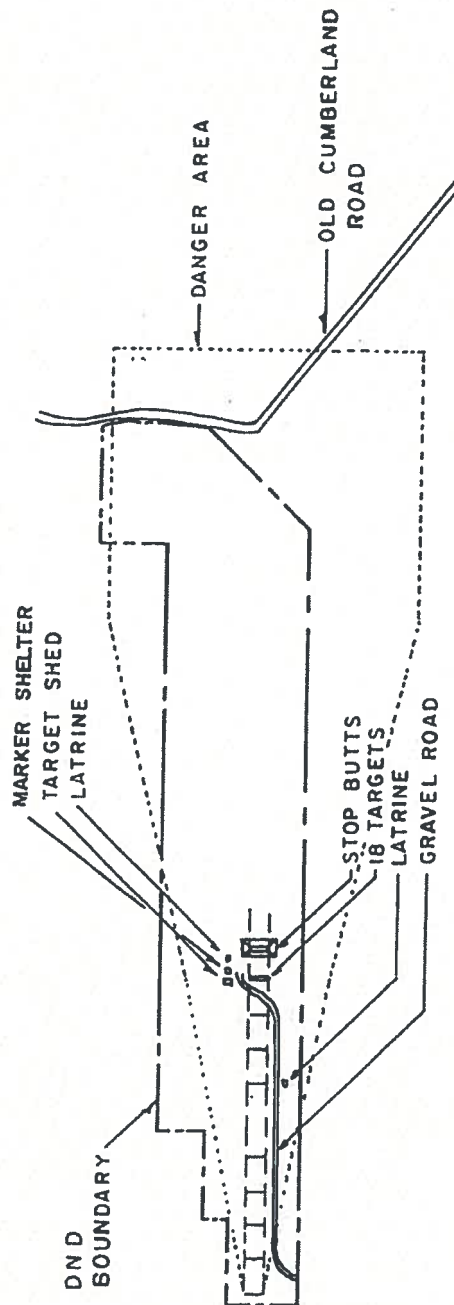 DND
BOUNDARY
MARKER SHELTER
TARGET SHED
LATRINE
DANGER AREA
OLD CUMBERLAND
ROAD
STOP BUTTS
18 TARGETS
LATRINE
GRAVEL ROAD